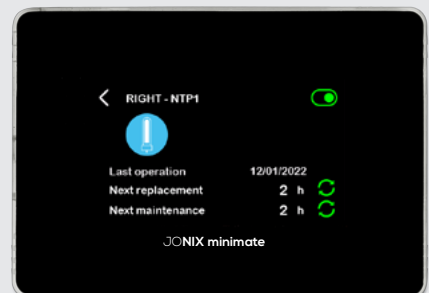 RIGHT - NTP1
Last operation 12/01/2022
Next replacement 2 h
Next maintenance 2 h
JONIX minimate